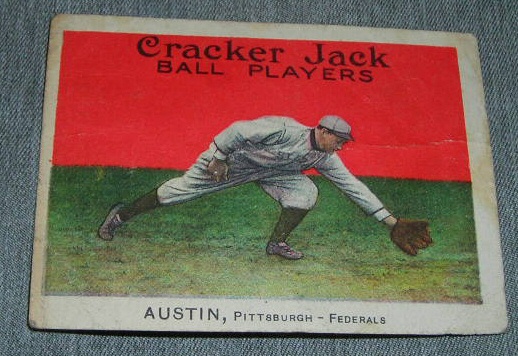 Cracker Jack
BALL PLAYERS
AUSTIN, PITTSBURGH – FEDERALS